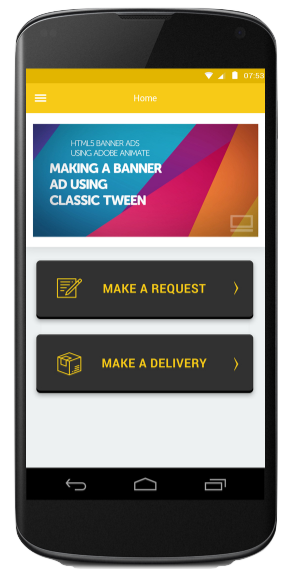 07:53
Home
HTML5 BANNER ADS
USING ADOBE ANIMATE
MAKING A BANNER
AD USING
CLASSIC TWEEN
MAKE A REQUEST
MAKE A DELIVERY